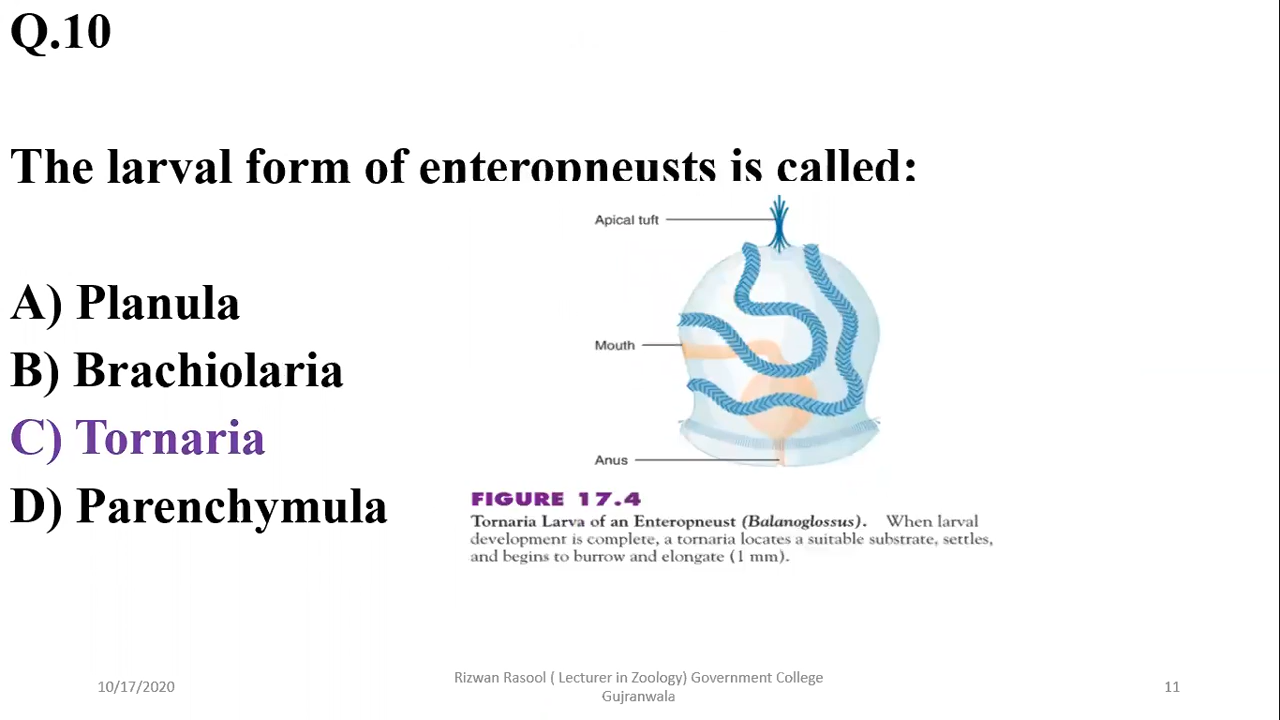 Q.10
The larval form of enteropneusts is called:
Apical tuft
A) Planula
Mouth
B) Brachiolaria
C) Tornaria
Anus
D) Parenchymula
FIGURE 17.4
Tornaria Larva of an Enteropneust (Balanoglossus). When larval
development is complete, a tornaria locates a suitable substrate, settles,
and begins to burrow and elongate (1 mm).
10/17/2020
Rizwan Rasool ( Lecturer in Zoology) Government College
Gujranwala
11